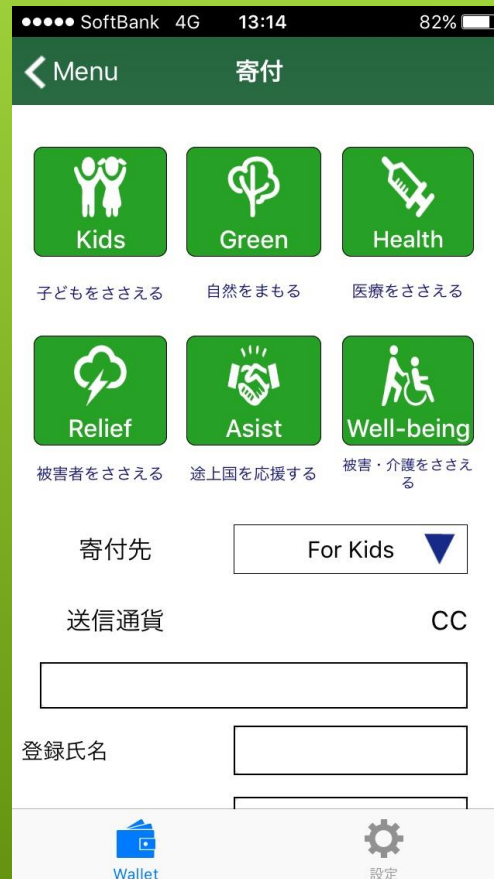 SoftBank 4G 13:14 82%
Menu 寄付
Kids Green Health
子どもをささえる 自然をまもる 医療をささえる
Relief Asist Well-being
被害者をささえる 途上国を応援する 被害・介護をささえ
る
寄付先 For Kids
送信通貨 CC
登録氏名
Wallet 設定